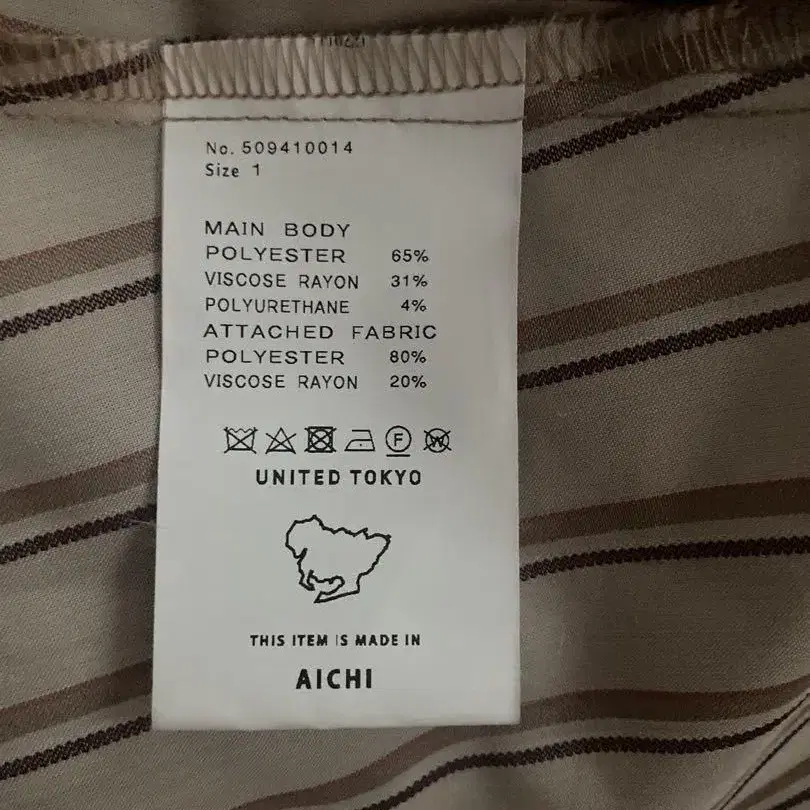 No. 509410014
Size 1
MAIN BODY
POLYESTER 65%
VISCOSE RAYON 31%
POLYURETHANE 4%
ATTACHED FABRIC
POLYESTER 80%
VISCOSE RAYON 20%
F W
UNITED TOKYO
THIS ITEM IS MADE IN
AICHI